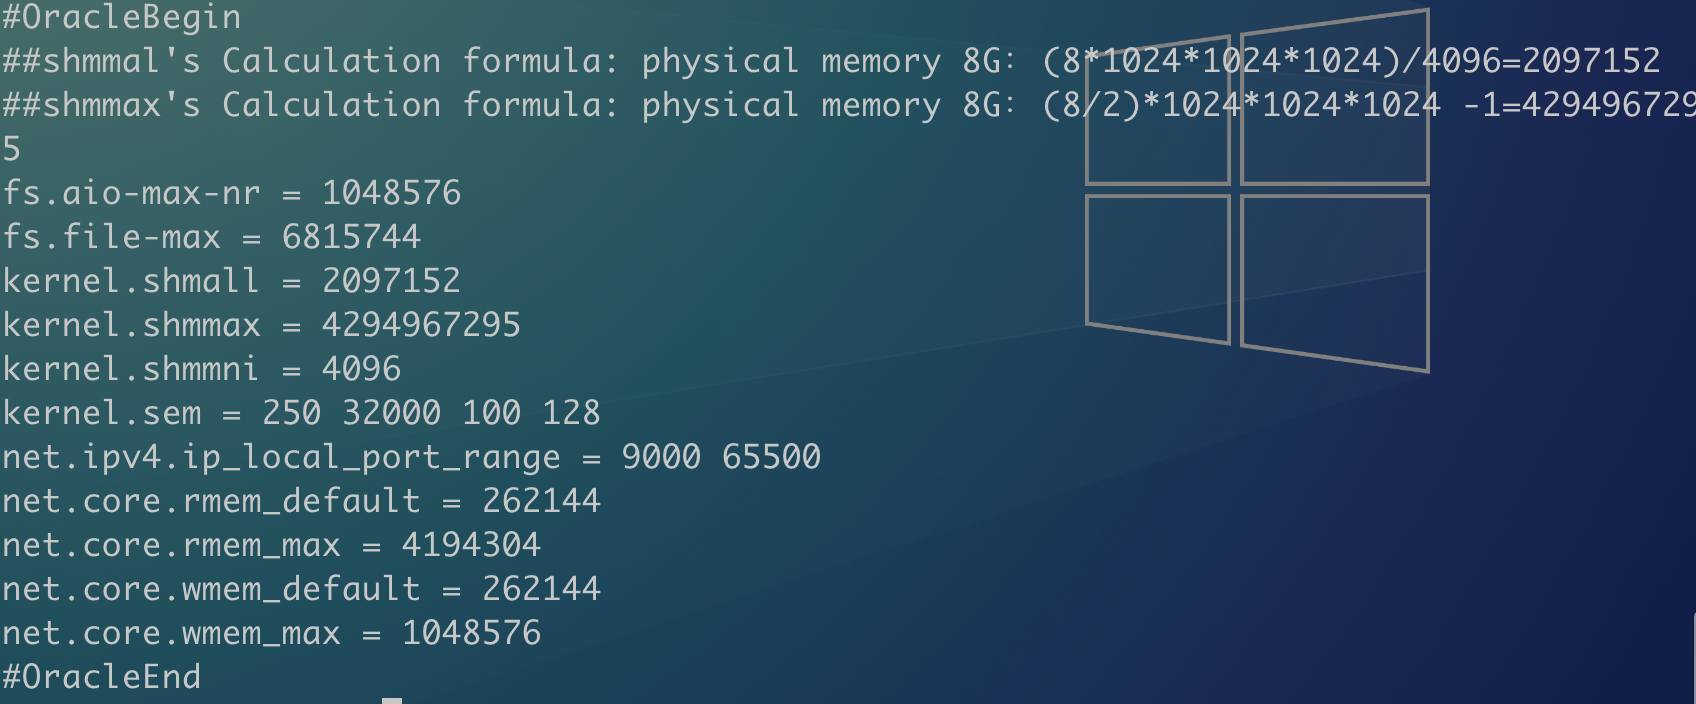 #OracleBegin
##shmmal's Calculation formula: physical memory 8G: (8*1024*1024*1024)/4096=2097152
##shmmax's Calculation formula: physical memory 8G: (8/2)*1024*1024*1024 -1=429496729
5
fs.aio-max-nr = 1048576
fs.file-max = 6815744
kernel.shmall = 2097152
kernel.shmmax = 4294967295
kernel.shmmni = 4096
kernel.sem = 250 32000 100 128
net.ipv4.ip_local_port_range = 9000 65500
net.core.rmem_default = 262144
net.core.rmem_max = 4194304
net.core.wmem_default = 262144
net.core.wmem_max = 1048576
#OracleEnd